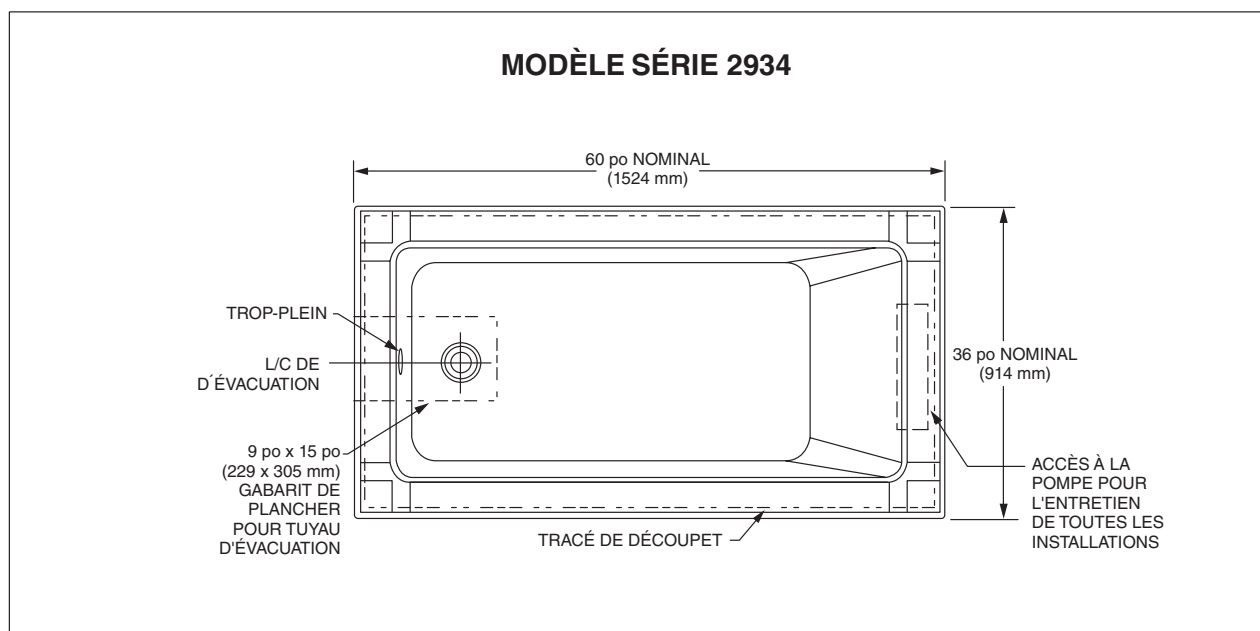 MODÈLE SÉRIE 2934
60 po NOMINAL
(1524 mm)
TROP-PLEIN
L/C DE
D´ÉVACUATION
36 po NOMINAL
(914 mm)
9 po x 15 po
(229 x 305 mm)
GABARIT DE
PLANCHER
POUR TUYAU
D'ÉVACUATION
TRACÉ DE DÉCOUPET
ACCÈS À LA
POMPE POUR
L'ENTRETIEN
DE TOUTES LES
INSTALLATIONS